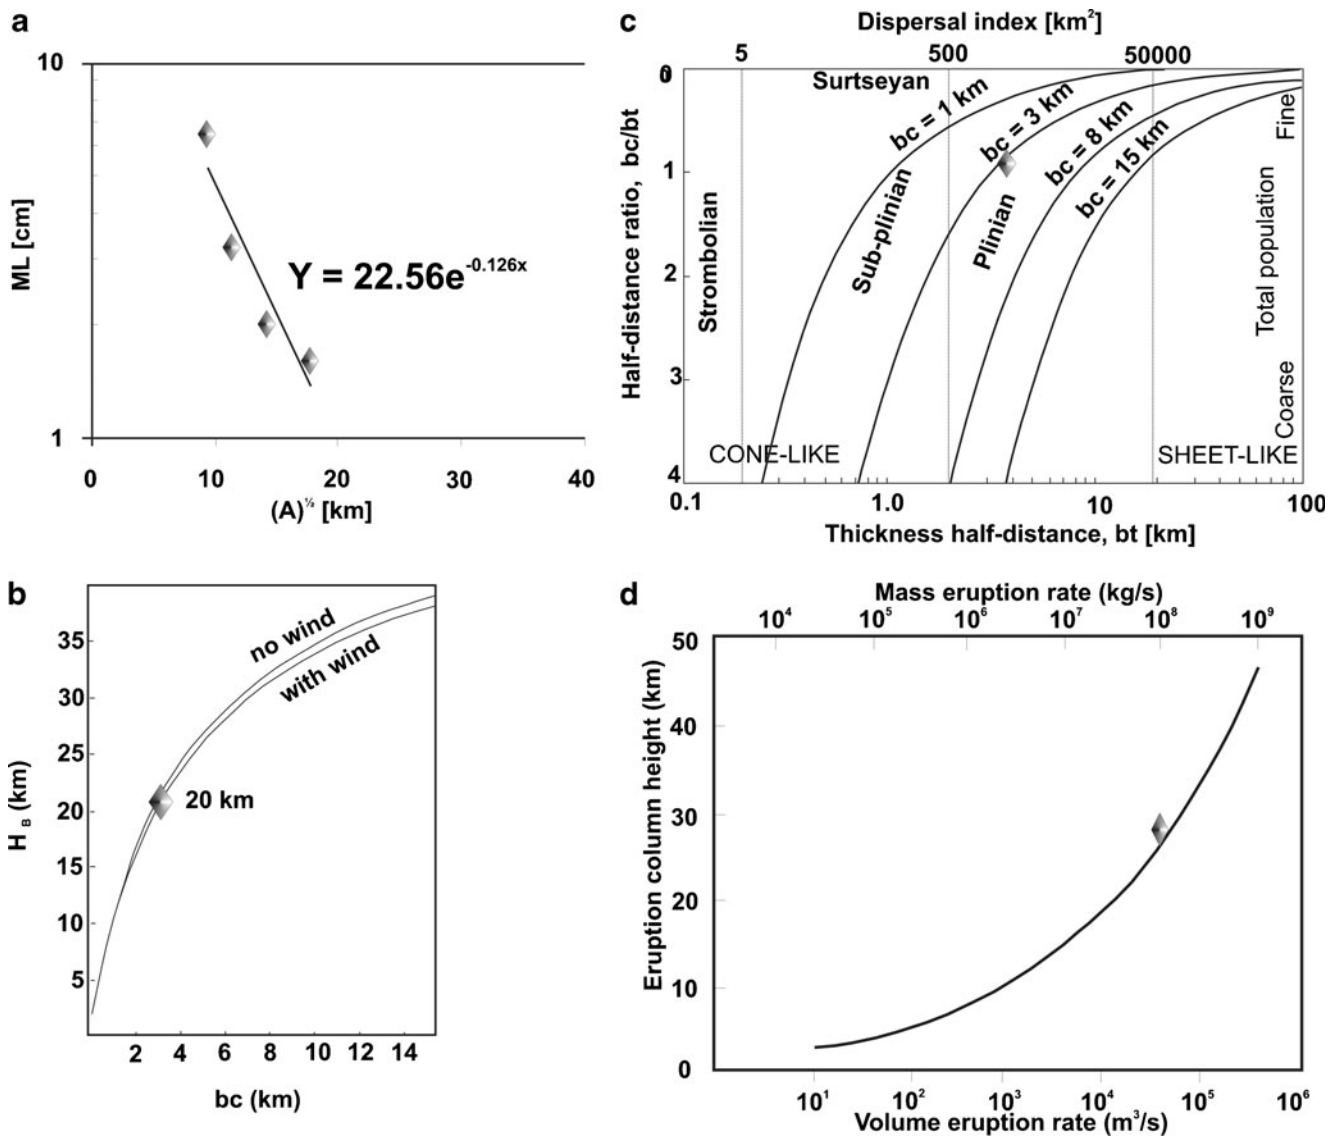 a
10
ML [cm]
Y = 22.56e^-0.126x
1
0 10 20 30 40
(A)^½ [km]
b
35
30
25
20
15
10
5
H_B (km)
no wind
with wind
20 km
2 4 6 8 10 12 14
bc (km)
c
Dispersal index [km²]
5 500 50000
0
1
2
3
4
Half-distance ratio, bc/bt
Surtseyan
bc = 1 km
bc = 3 km
bc = 8 km
bc = 15 km
Strombolian
Sub-plinian
Plinian
Fine
Total population
Coarse
CONE-LIKE
SHEET-LIKE
0.1 1.0 10 100
Thickness half-distance, bt [km]
d
Mass eruption rate (kg/s)
10⁴ 10⁵ 10⁶ 10⁷ 10⁸ 10⁹
50
40
30
20
10
0
Eruption column height (km)
10¹ 10² 10³ 10⁴ 10⁵ 10⁶
Volume eruption rate (m³/s)